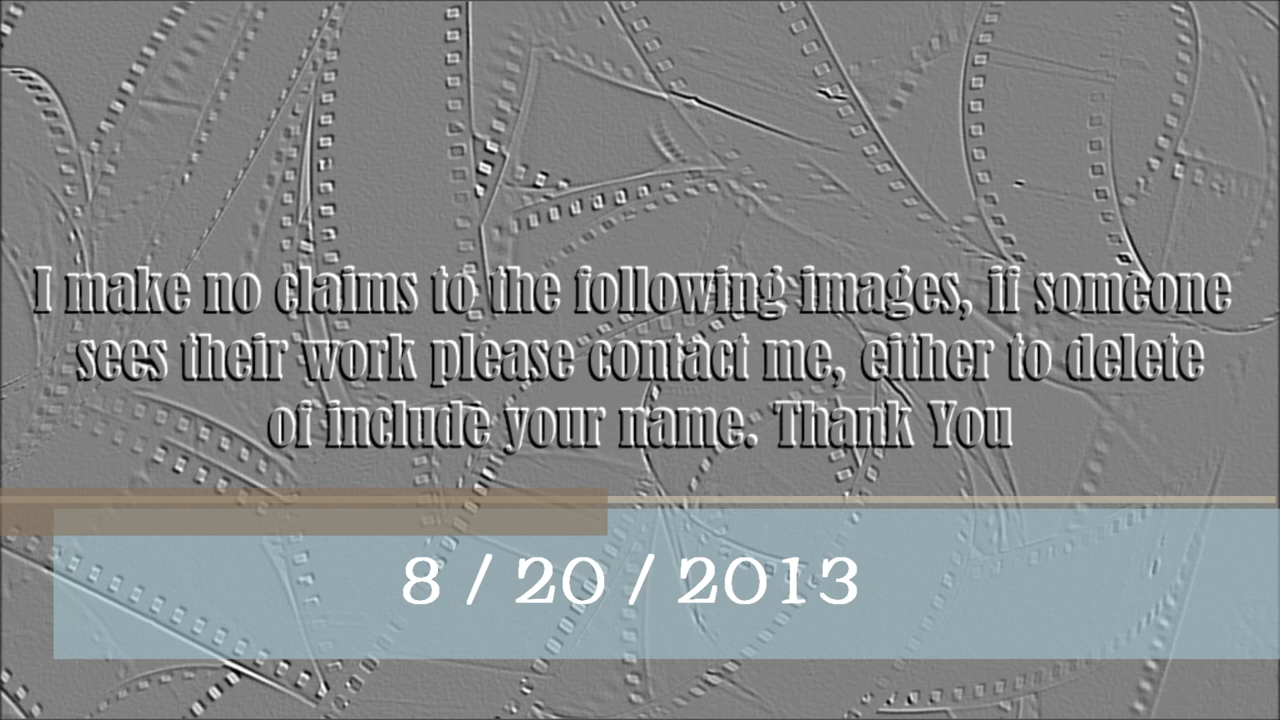 I make no claims to the following images, if someone
sees their work please contact me, either to delete
of include your name. Thank You
8 / 20 / 2013